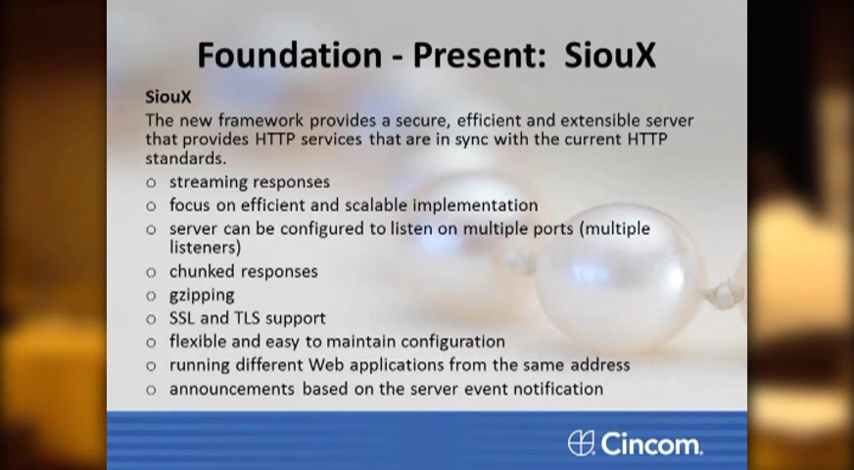 Foundation - Present:  SiouX
SiouX
The new framework provides a secure, efficient and extensible server
that provides HTTP services that are in sync with the current HTTP
standards.
o streaming responses
o focus on efficient and scalable implementation
o server can be configured to listen on multiple ports (multiple
listeners)
o chunked responses
o gzipping
o SSL and TLS support
o flexible and easy to maintain configuration
o running different Web applications from the same address
o announcements based on the server event notification
Cincom.